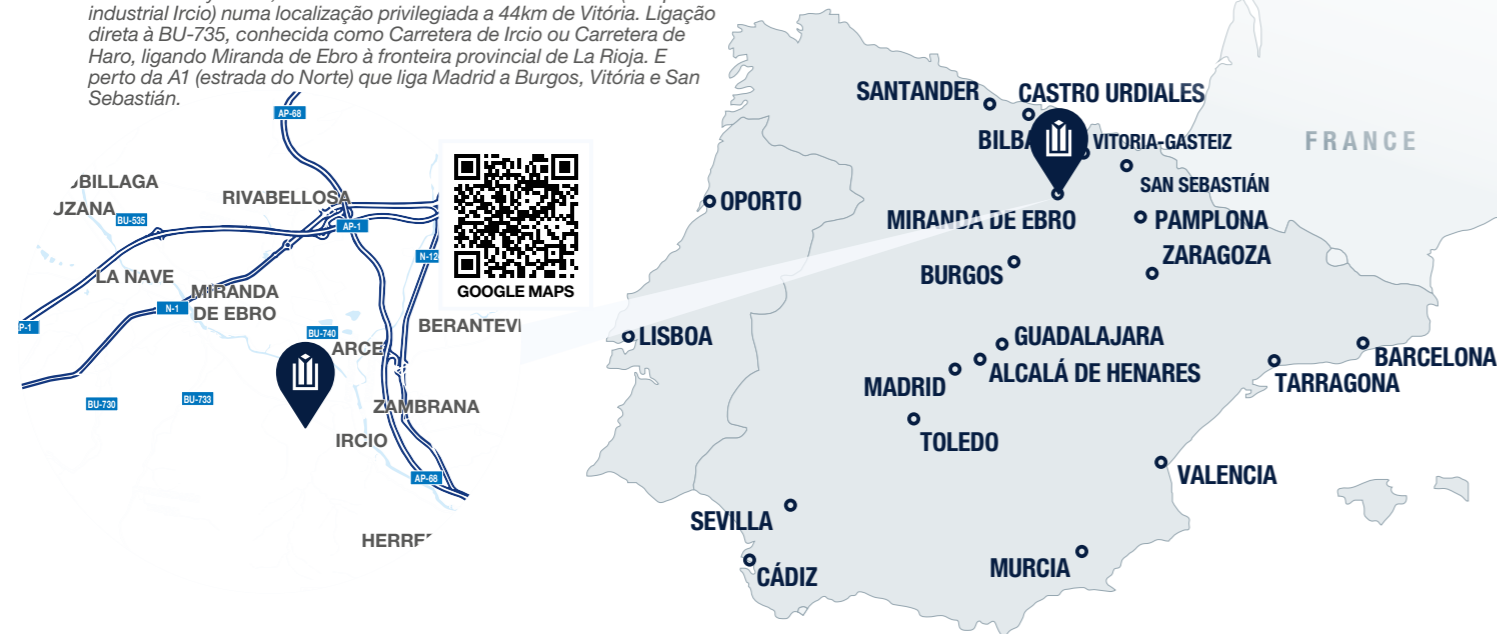 industrial Ircio) numa localização privilegiada a 44km de Vitória. Ligação
direta à BU-735, conhecida como Carretera de Ircio ou Carretera de
Haro, ligando Miranda de Ebro à fronteira provincial de La Rioja. E
perto da A1 (estrada do Norte) que liga Madrid a Burgos, Vitória e San
Sebastián.
AP-68
BILLAGA
RIVABELLOSA
UZANA
BU-535
AP-1
LA NAVE
MIRANDA
DE EBRO
N-1
P-1
BU-740
BERANTEVI
ARCE
BU-730
BU-733
ZAMBRANA
IRCIO
AP-68
HERRE
GOOGLE MAPS
SANTANDER
CASTRO URDIALES
BILBA
VITORIA-GASTEIZ
FRANCE
SAN SEBASTIÁN
OPORTO
MIRANDA DE EBRO
PAMPLONA
ZARAGOZA
BURGOS
LISBOA
GUADALAJARA
BARCELONA
MADRID
ALCALÁ DE HENARES
TARRAGONA
TOLEDO
VALENCIA
SEVILLA
MURCIA
CÁDIZ